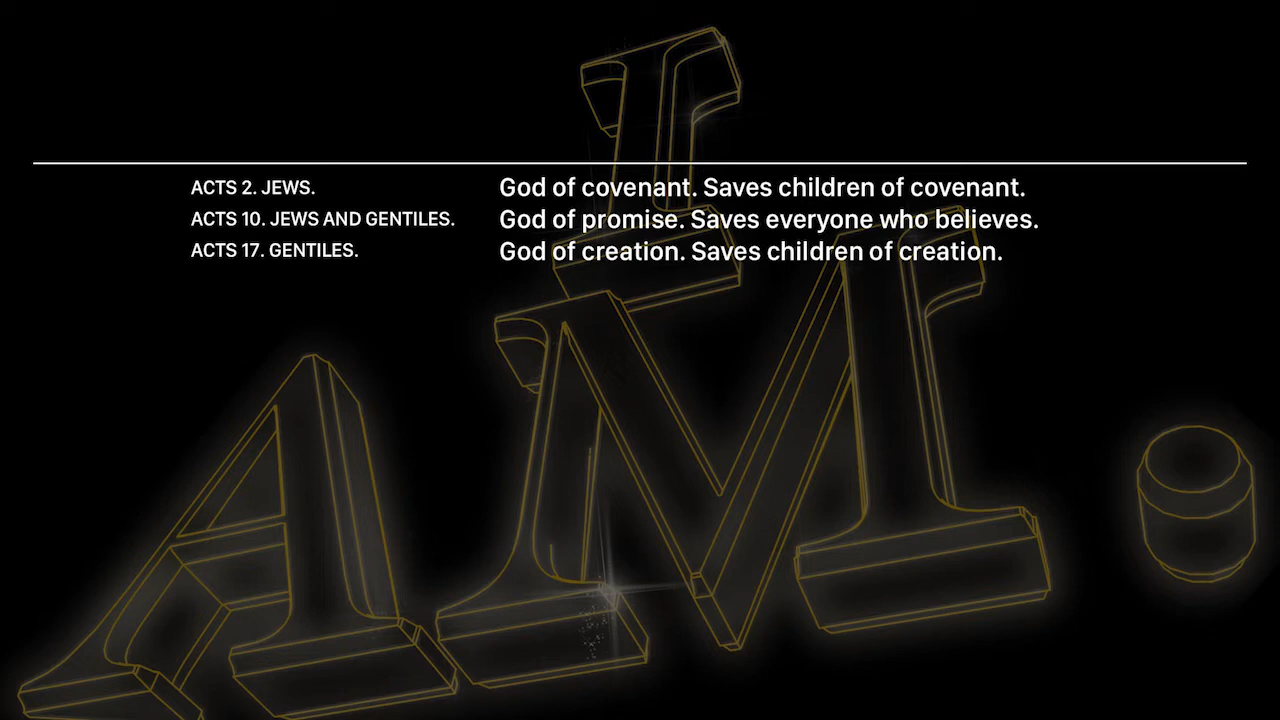 I
AM.
ACTS 2. JEWS. God of covenant. Saves children of covenant.
ACTS 10. JEWS AND GENTILES. God of promise. Saves everyone who believes.
ACTS 17. GENTILES. God of creation. Saves children of creation.